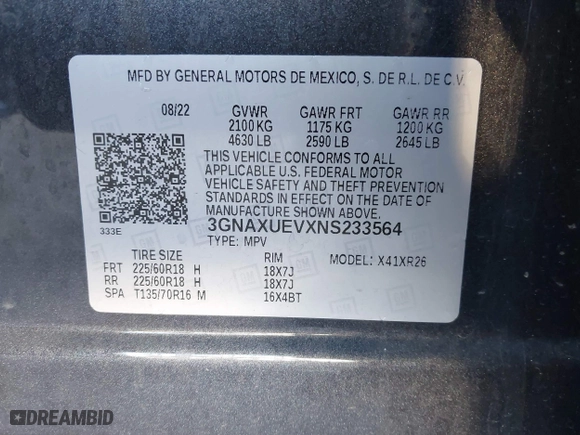 MFD BY GENERAL MOTORS DE MEXICO, S. DE R.L. DE C.V.
08/22 GVWR GAWR FRT GAWR RR
2100 KG 1175 KG 1200 KG
4630 LB 2590 LB 2645 LB
THIS VEHICLE CONFORMS TO ALL
APPLICABLE U.S. FEDERAL MOTOR
VEHICLE SAFETY AND THEFT PREVENTION
STANDARDS IN EFFECT ON THE DATE OF
MANUFACTURE SHOWN ABOVE.
333E 3GNAXUEVXNS233564
TYPE: MPV
TIRE SIZE RIM MODEL: X41XR26
FRT 225/60R18 H 18X7J
RR 225/60R18 H 18X7J
SPA T135/70R16 M 16X4BT
DREAMBID